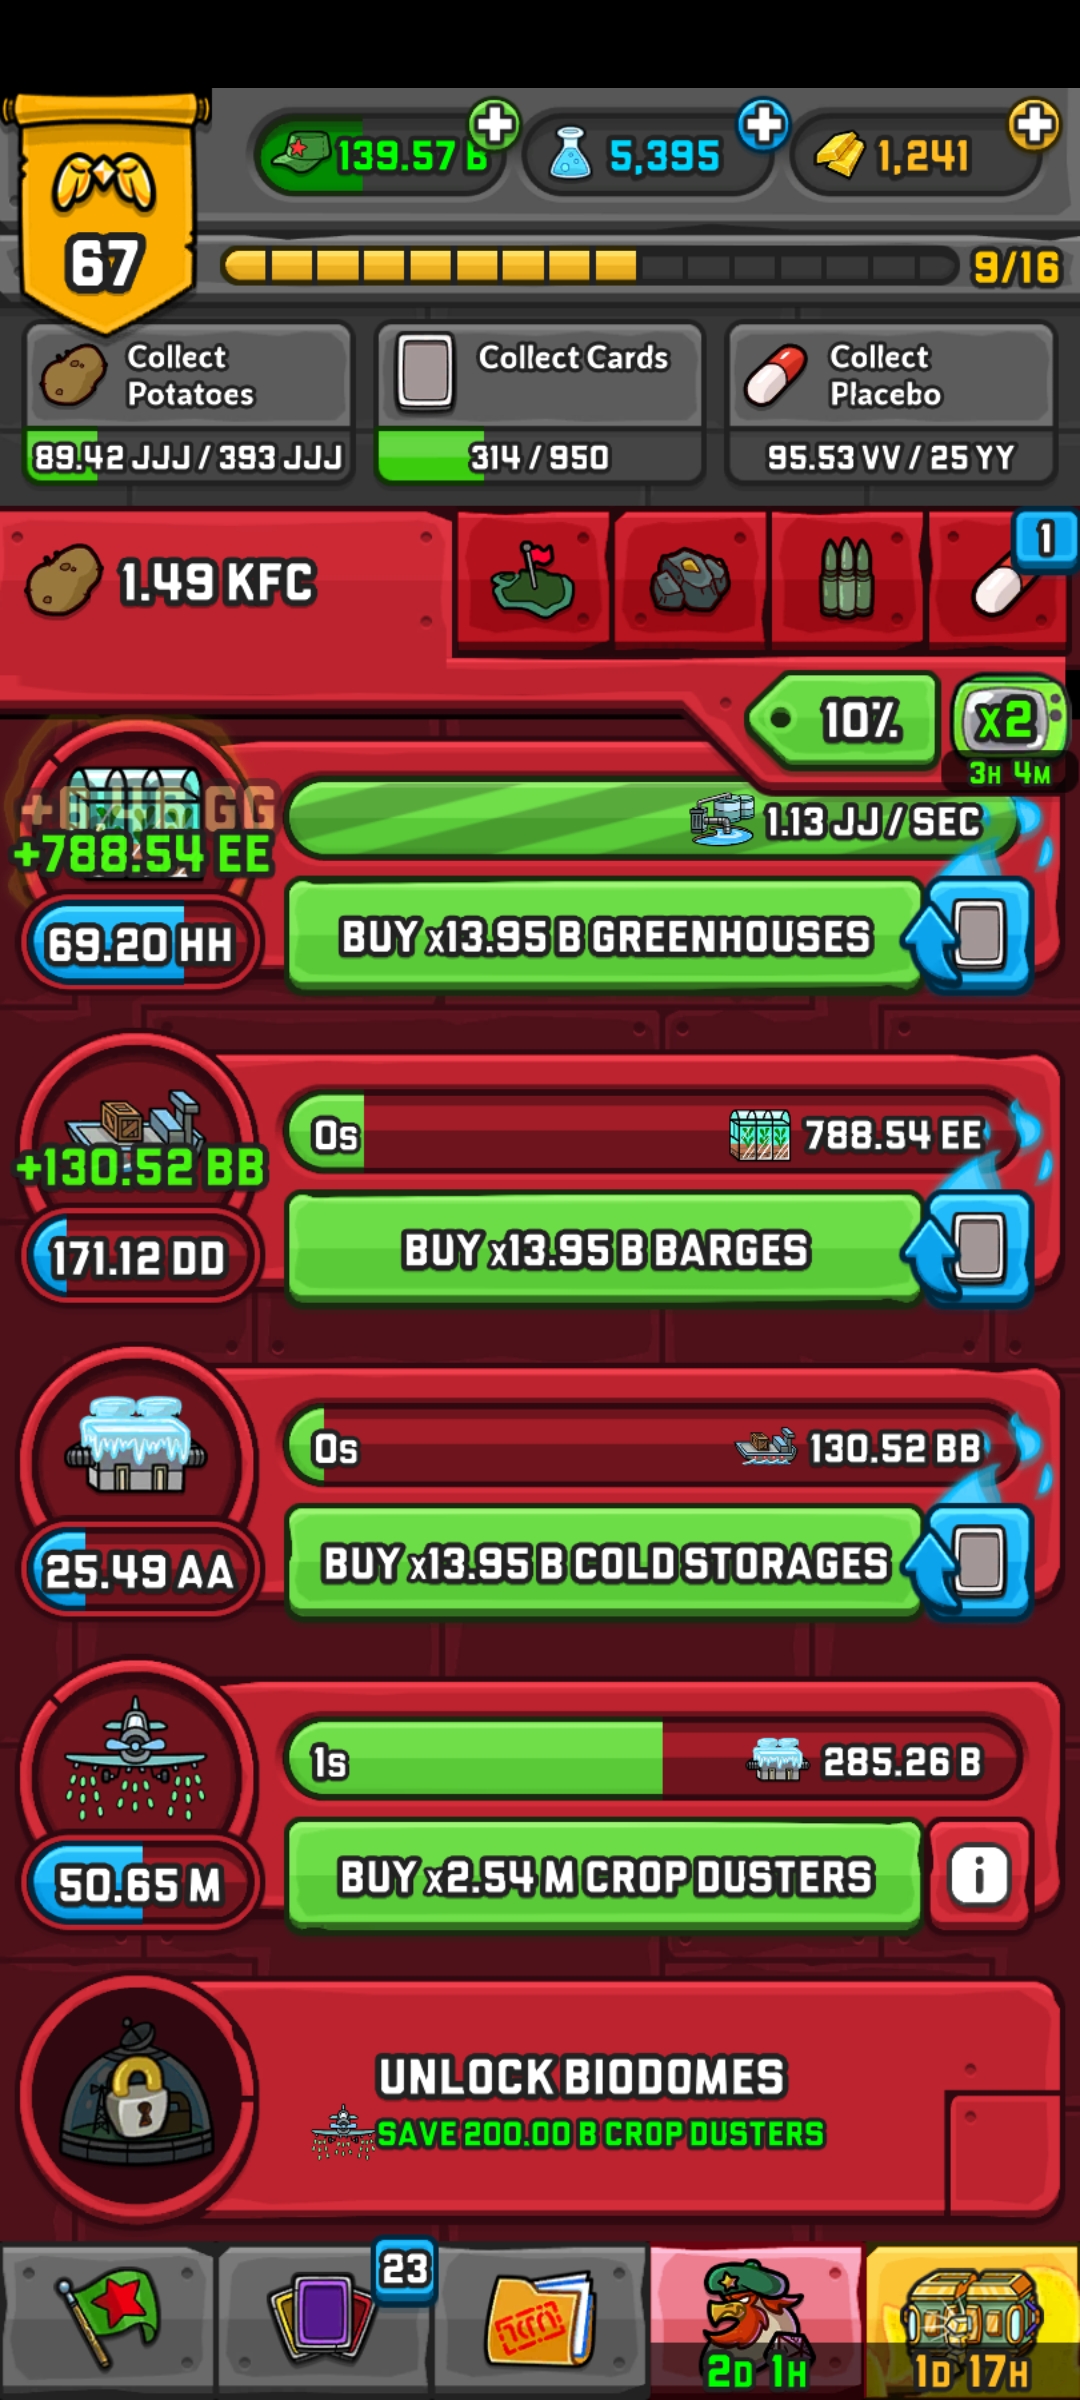 139.57 B
5,395
1,241
67
9/16
Collect
Potatoes
89.42 JJJ / 393 JJJ
Collect Cards
314 / 950
Collect
Placebo
95.53 VV / 25 YY
1.49 KFC
1
10%
x2
3H 4M
+788.54 EE
1.13 JJ / SEC
69.20 HH
BUY x13.95 B GREENHOUSES
+130.52 BB
0s
788.54 EE
171.12 DD
BUY x13.95 B BARGES
0s
130.52 BB
25.49 AA
BUY x13.95 B COLD STORAGES
1s
285.26 B
50.65 M
BUY x2.54 M CROP DUSTERS
i
UNLOCK BIODOMES
SAVE 200.00 B CROP DUSTERS
23
2D 1H
1D 17H